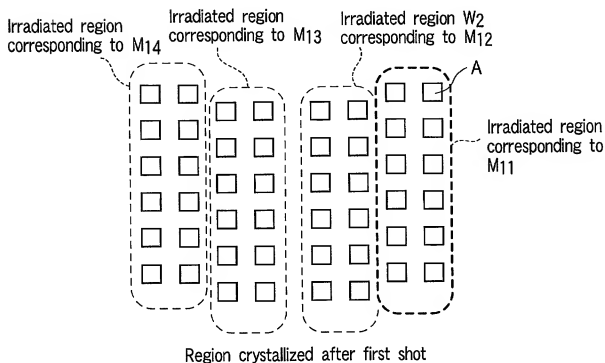 Irradiated region
corresponding to M14
Irradiated region
corresponding to M13
Irradiated region W2
corresponding to
M12
A
Irradiated region
corresponding to
M11
Region crystallized after first shot